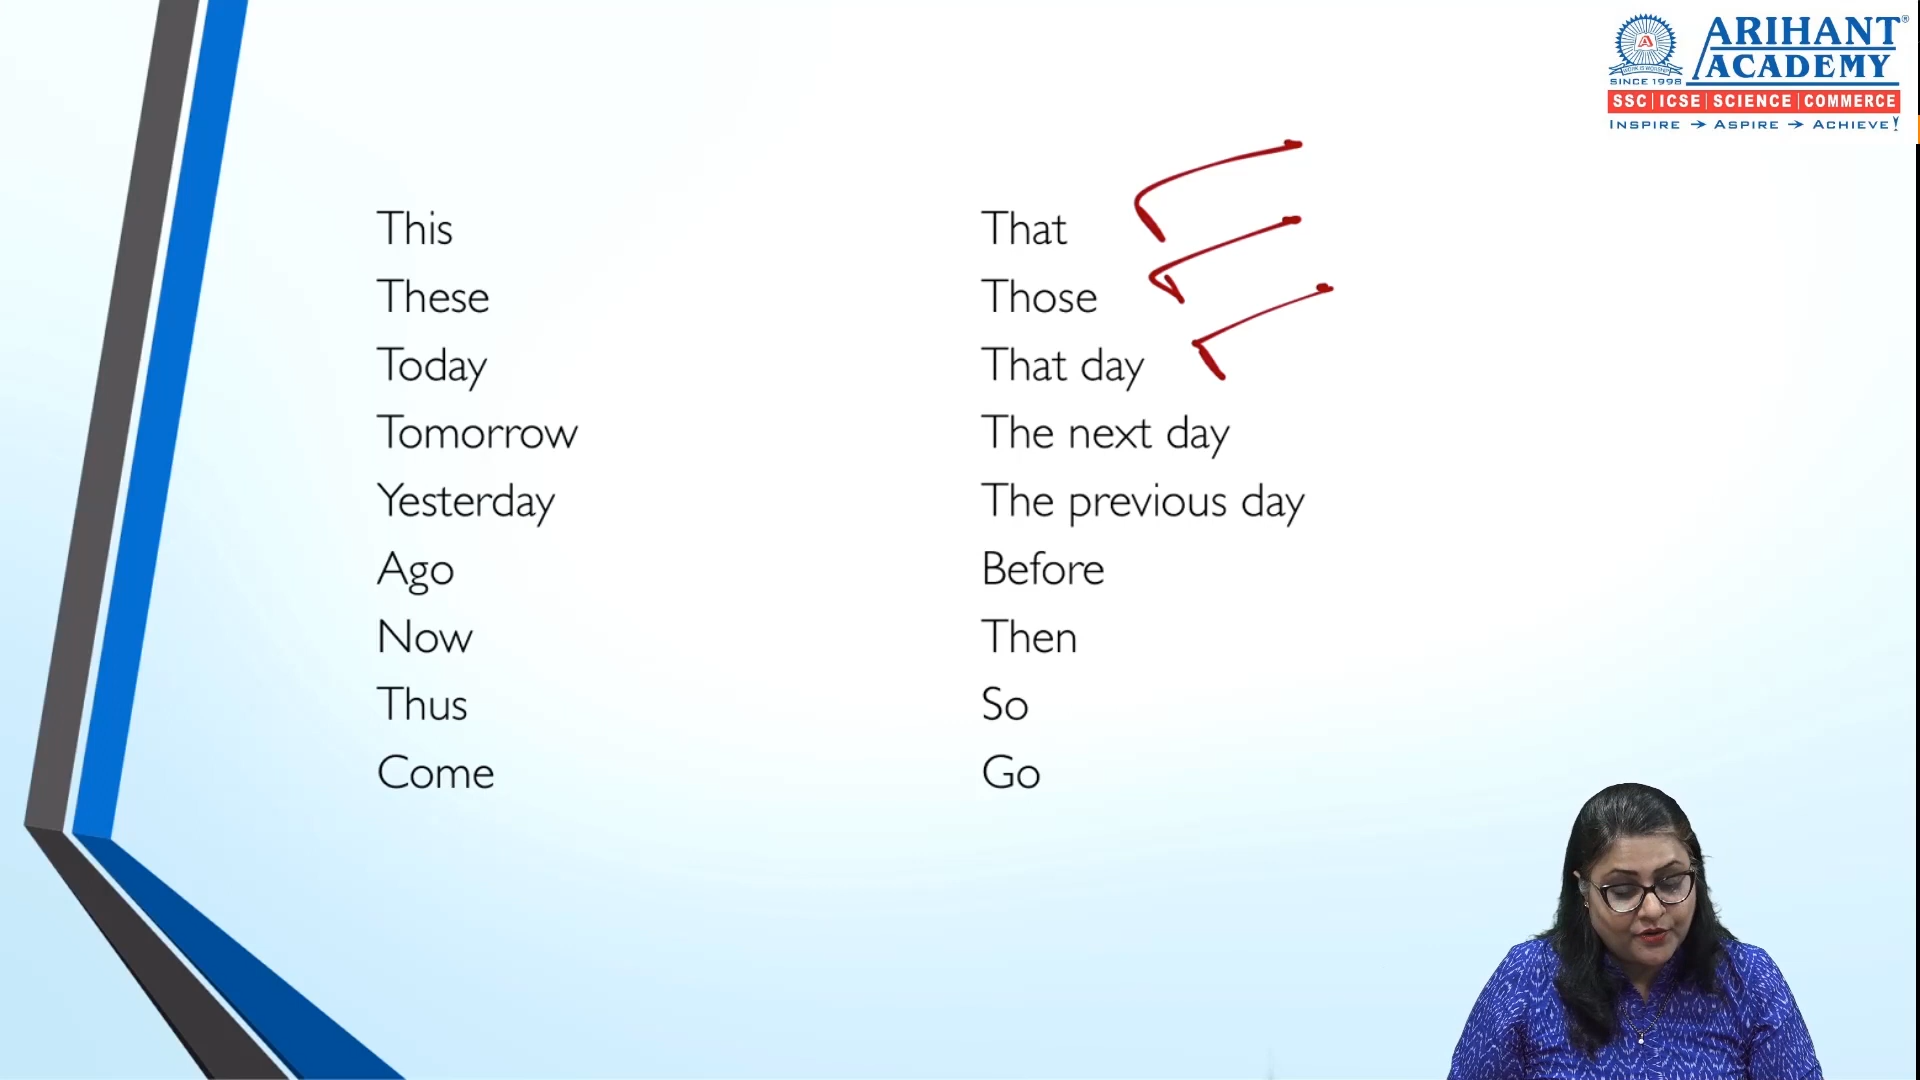 ARIHANT®
ACADEMY
SINCE 1998
SSC | ICSE | SCIENCE | COMMERCE
INSPIRE → ASPIRE → ACHIEVE!
This That
These Those
Today That day
Tomorrow The next day
Yesterday The previous day
Ago Before
Now Then
Thus So
Come Go